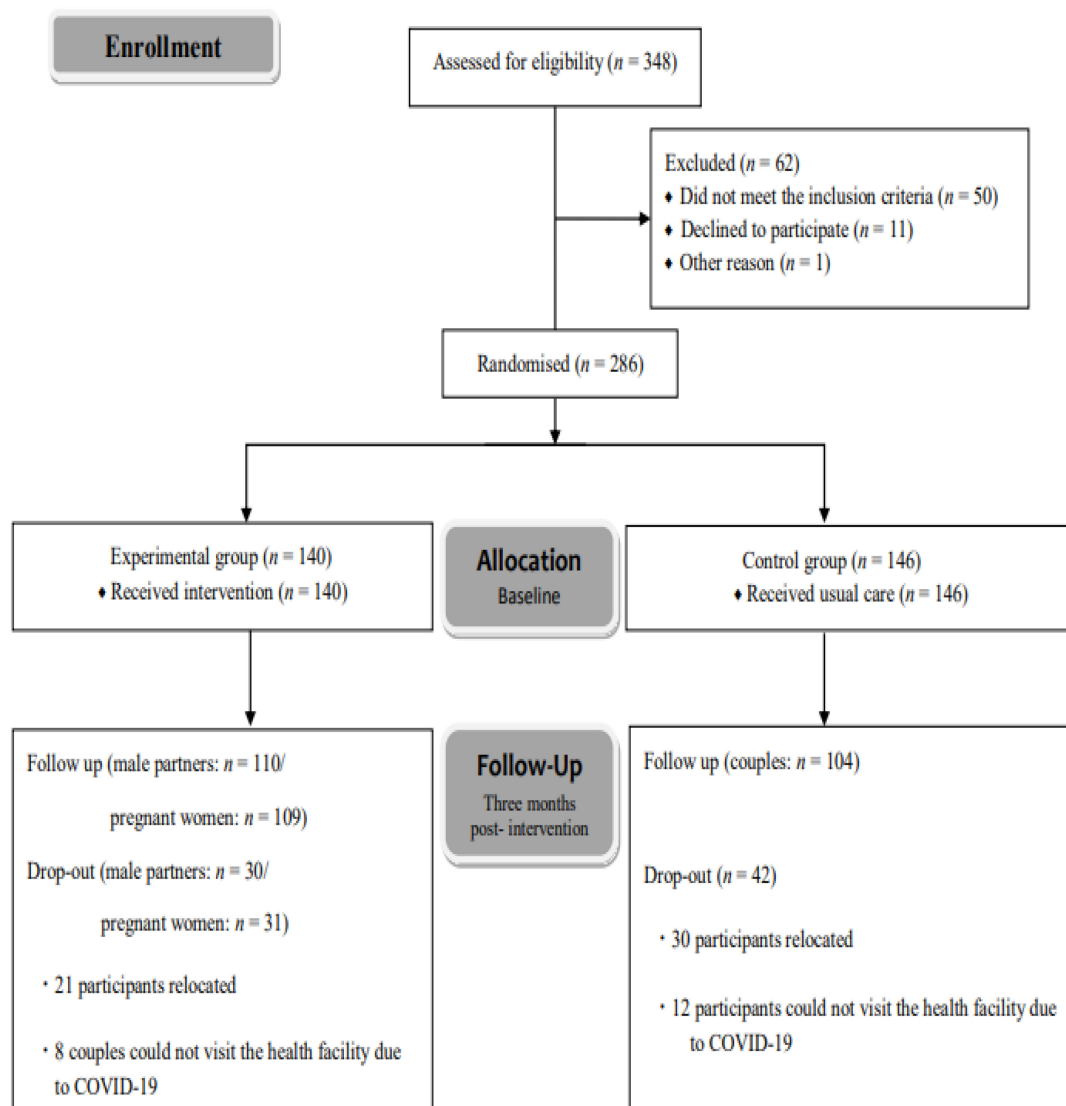 Enrollment
Assessed for eligibility (n = 348)
Excluded (n = 62)
♦ Did not meet the inclusion criteria (n = 50)
♦ Declined to participate (n = 11)
♦ Other reason (n = 1)
Randomised (n = 286)
Experimental group (n = 140)
♦ Received intervention (n = 140)
Allocation
Baseline
Control group (n = 146)
♦ Received usual care (n = 146)
Follow up (male partners: n = 110/
pregnant women: n = 109)
Drop-out (male partners: n = 30/
pregnant women: n = 31)
· 21 participants relocated
· 8 couples could not visit the health facility due
to COVID-19
Follow-Up
Three months
post- intervention
Follow up (couples: n = 104)
Drop-out (n = 42)
· 30 participants relocated
· 12 participants could not visit the health facility due
to COVID-19